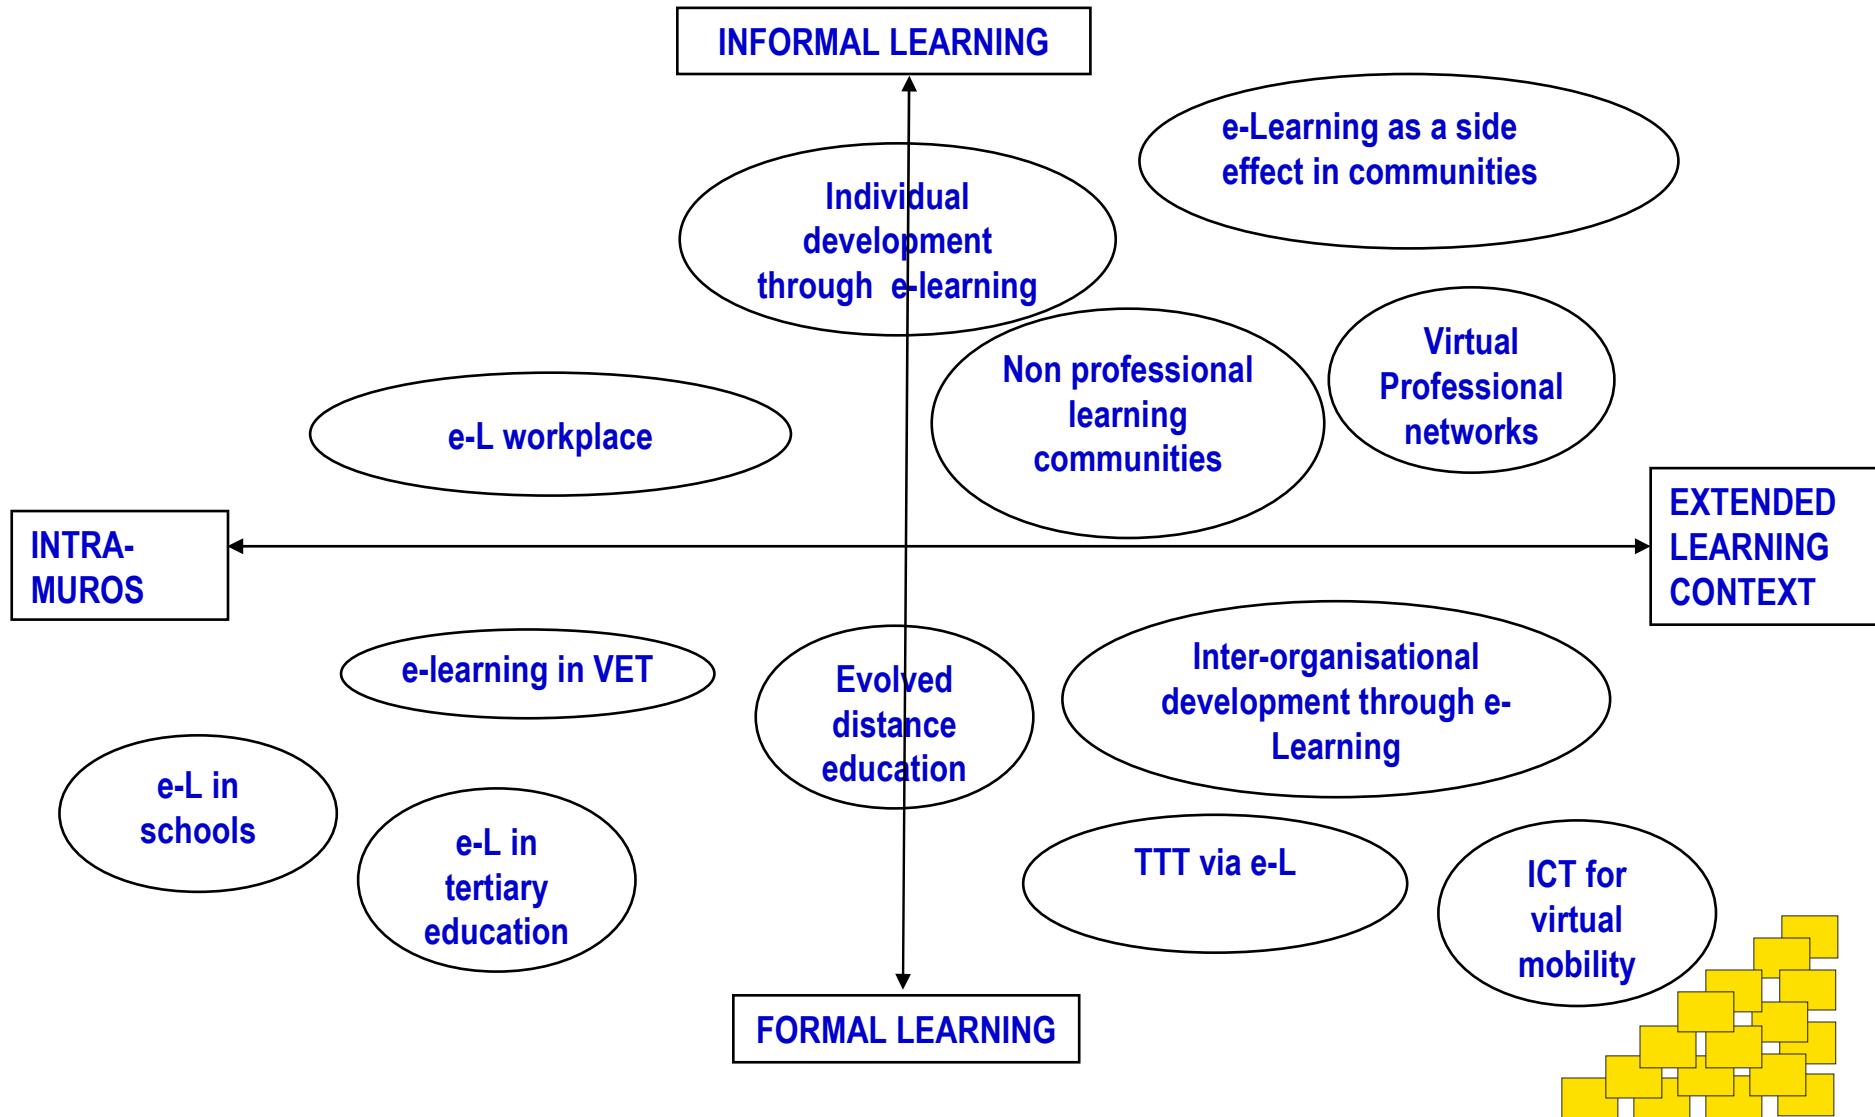 INFORMAL LEARNING
e-Learning as a side
effect in communities
Individual
development
through e-learning
Non professional
learning
communities
Virtual
Professional
networks
e-L workplace
INTRA-
MUROS
EXTENDED
LEARNING
CONTEXT
e-learning in VET
Evolved
distance
education
Inter-organisational
development through e-
Learning
e-L in
schools
e-L in
tertiary
education
TTT via e-L
ICT for
virtual
mobility
FORMAL LEARNING